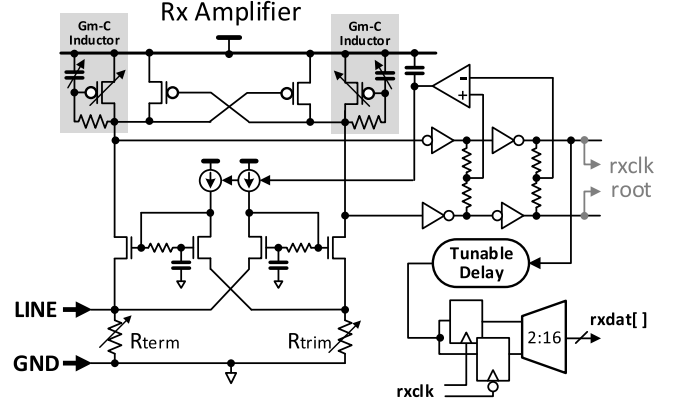 Rx Amplifier
Gm-C
Inductor
Gm-C
Inductor
-
+
rxclk
root
Tunable
Delay
LINE
Rterm
Rtrim
GND
2:16
rxdat[ ]
rxclk